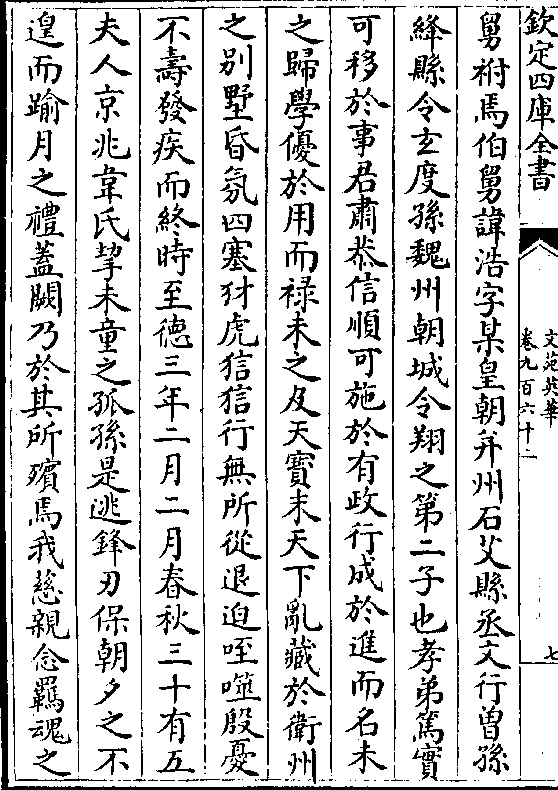 欽定四庫全書
文苑英華
卷九百六十二
七
舅祔焉伯舅諱浩字某皇朝幷州石艾縣丞文行曾孫
絳縣令玄度孫魏州朝城令翔之第二子也孝弟篤實
可移於事君肅恭信順可施於有政行成於進而名未
之歸學優於用而祿未之及天寶末天下亂藏於衛州
之别墅昏氛四塞豺虎狺狺行無所從退迫咥噬殷憂
不壽發疾而終時至德三年二月二月春秋三十有五
夫人京兆韋氏挈未童之孤孫是逃鋒刃保朝夕之不
遑而踰月之禮蓋闕乃於其所殯焉我慈親念羈魂之